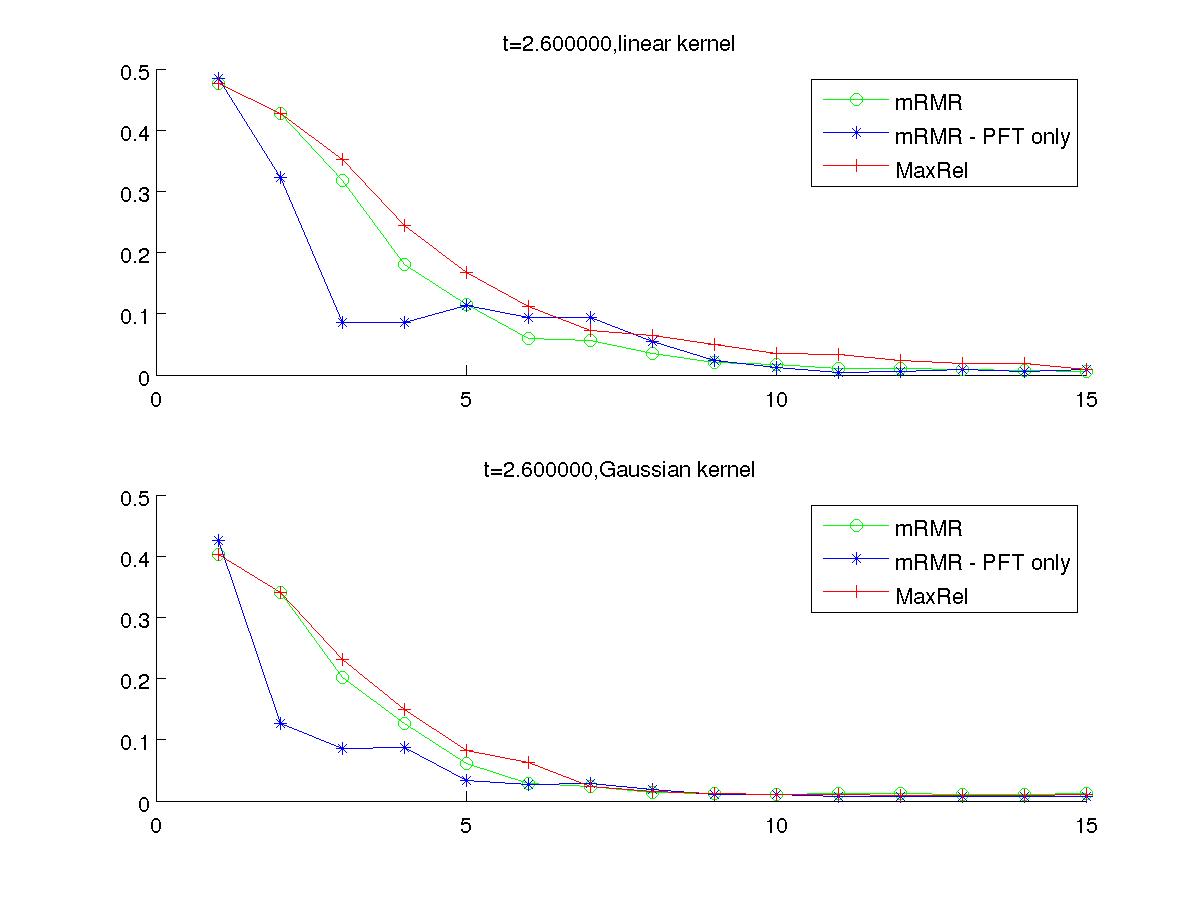 t=2.600000,linear kernel
0.5
0.4
0.3
0.2
0.1
0
0 5 10 15
mRMR
mRMR - PFT only
MaxRel
t=2.600000,Gaussian kernel
0.5
0.4
0.3
0.2
0.1
0
0 5 10 15
mRMR
mRMR - PFT only
MaxRel